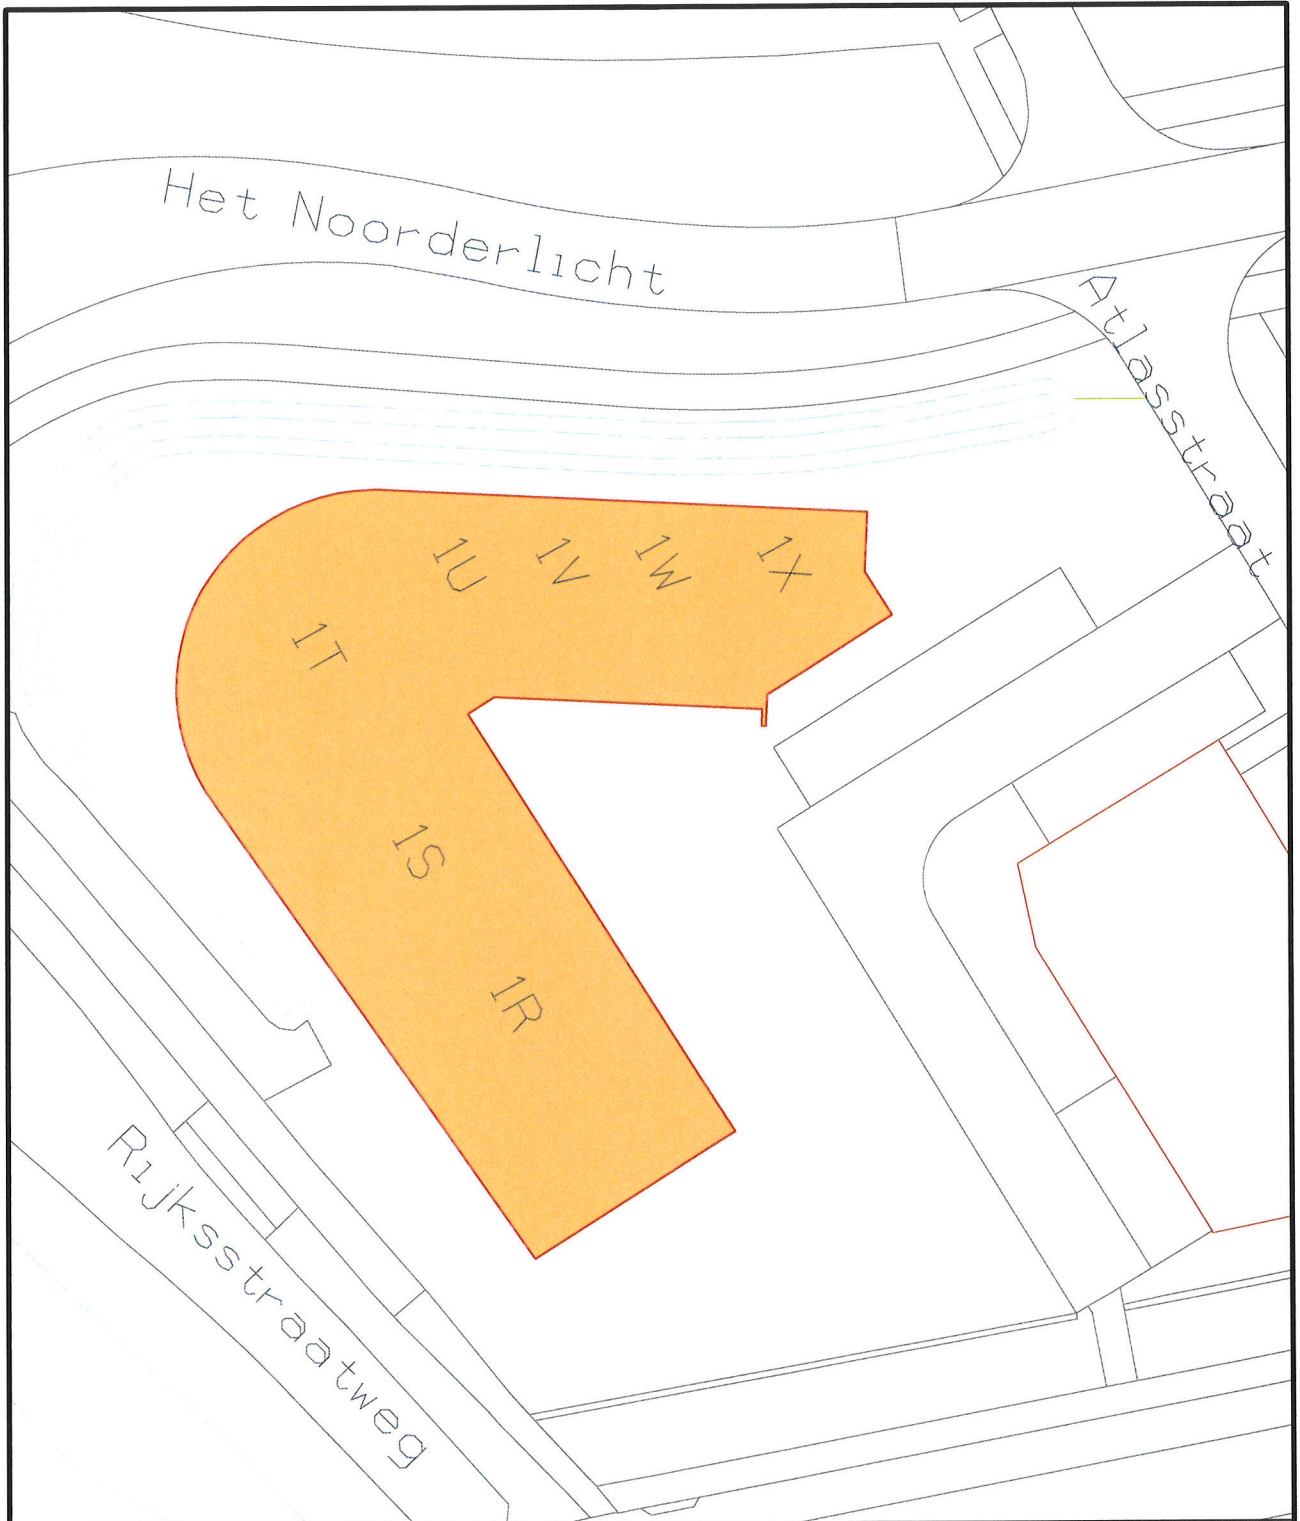 Het Noorderlicht
Atlasstraat
1U
1V
1W
1X
1T
1S
1R
Rijksstraatweg